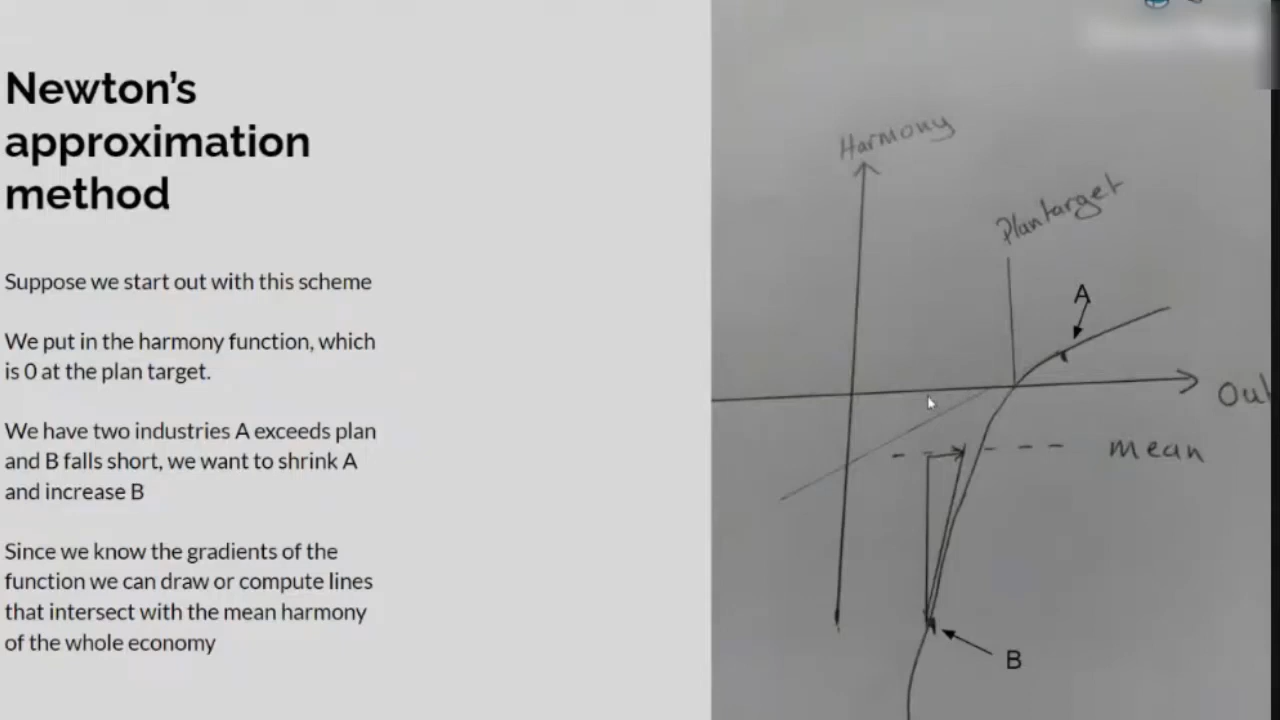 Newton's
approximation
method
Suppose we start out with this scheme
We put in the harmony function, which
is 0 at the plan target.
We have two industries A exceeds plan
and B falls short, we want to shrink A
and increase B
Since we know the gradients of the
function we can draw or compute lines
that intersect with the mean harmony
of the whole economy
Harmony
Plan target
A
mean
B